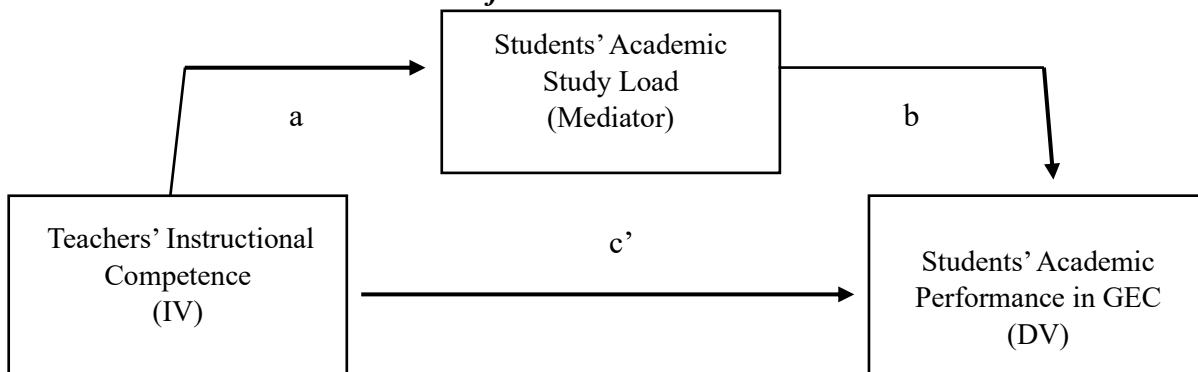 Students’ Academic
Study Load
(Mediator)
a
b
Teachers’ Instructional
Competence
(IV)
c’
Students’ Academic
Performance in GEC
(DV)